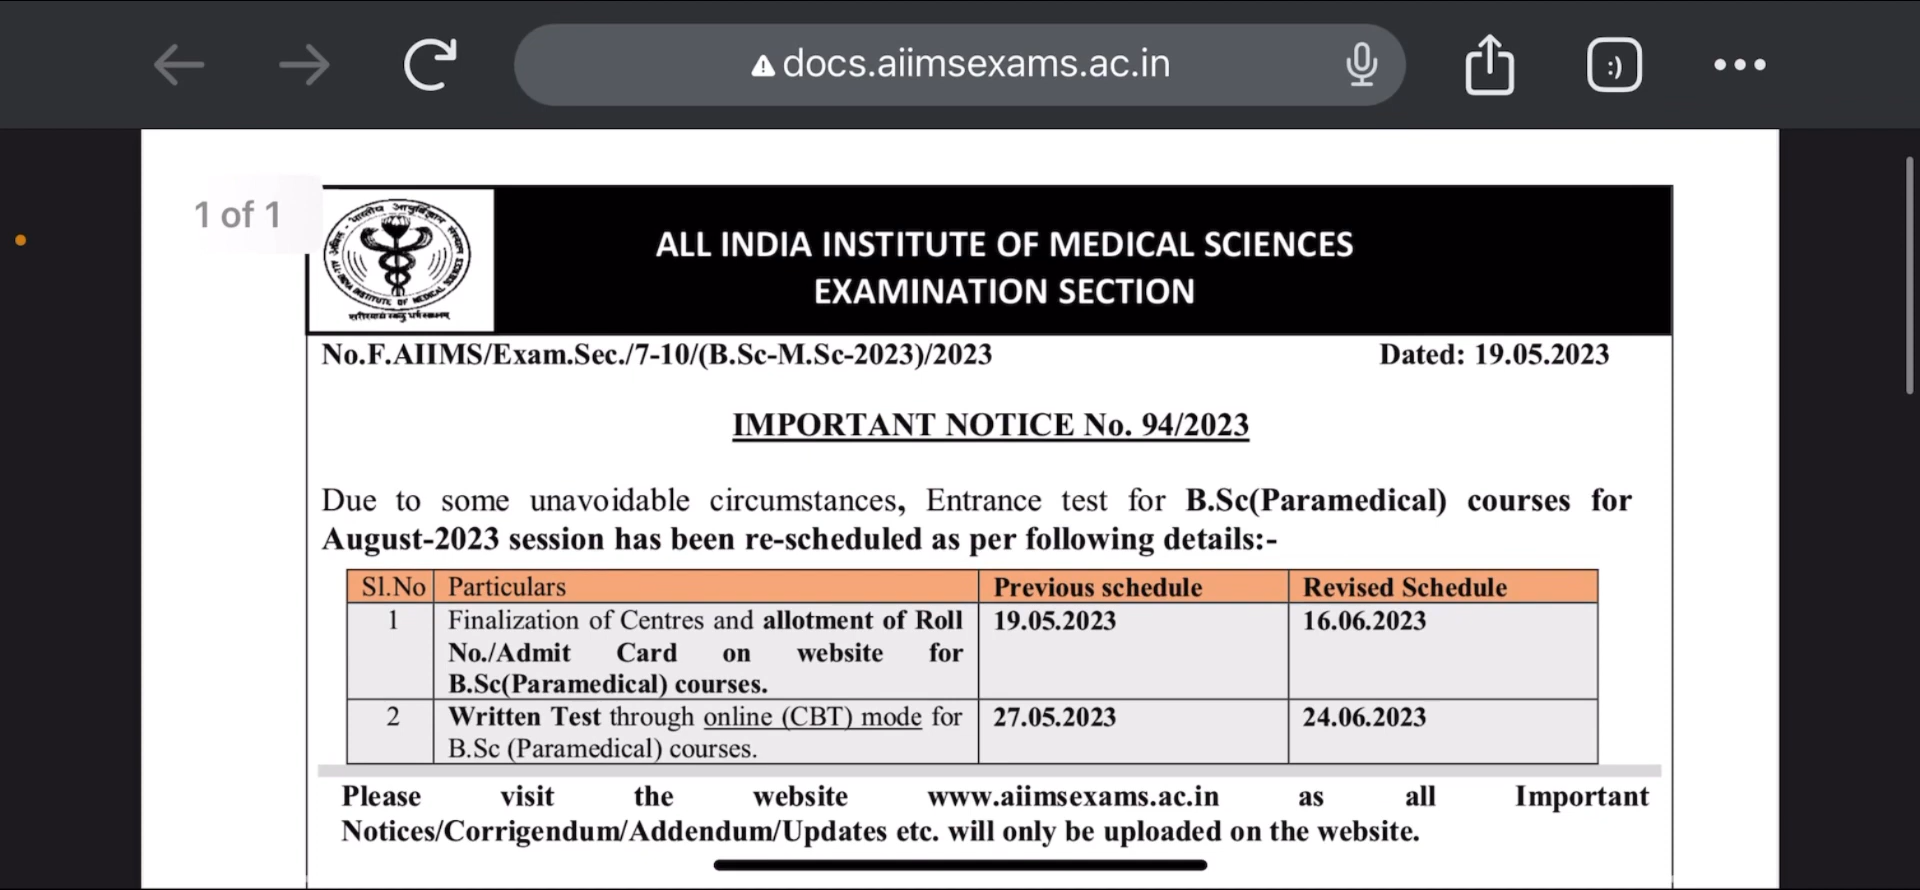 docs.aiimsexams.ac.in
:)
1 of 1
ALL INDIA INSTITUTE OF MEDICAL SCIENCES
EXAMINATION SECTION
No.F.AIIMS/Exam.Sec./7-10/(B.Sc-M.Sc-2023)/2023 Dated: 19.05.2023
IMPORTANT NOTICE No. 94/2023
Due to some unavoidable circumstances, Entrance test for B.Sc(Paramedical) courses for
August-2023 session has been re-scheduled as per following details:-
Sl.No Particulars Previous schedule Revised Schedule
1 Finalization of Centres and allotment of Roll 19.05.2023 16.06.2023
No./Admit Card on website for
B.Sc(Paramedical) courses.
2 Written Test through online (CBT) mode for 27.05.2023 24.06.2023
B.Sc (Paramedical) courses.
Please visit the website www.aiimsexams.ac.in as all Important
Notices/Corrigendum/Addendum/Updates etc. will only be uploaded on the website.